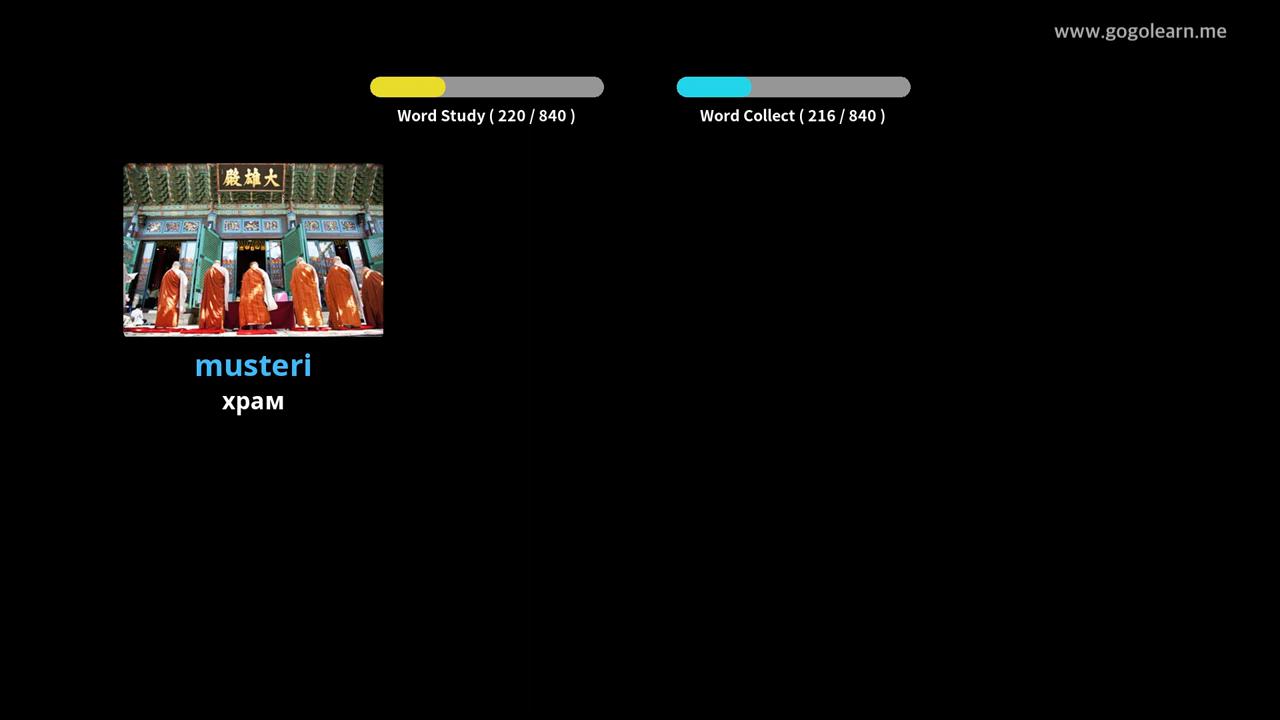 www.gogolearn.me
Word Study ( 220 / 840 )
Word Collect ( 216 / 840 )
殿雄大
musteri
храм